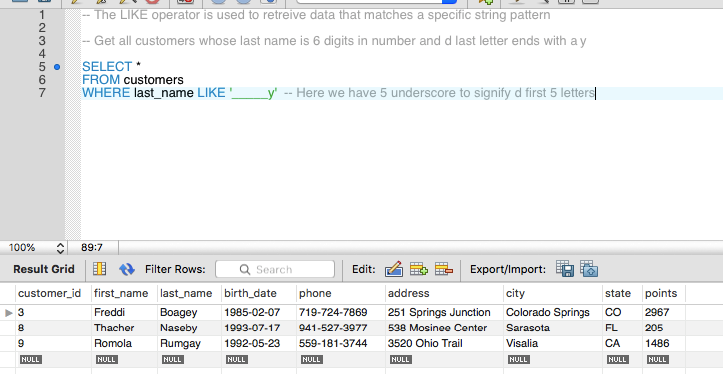 1 -- The LIKE operator is used to retreive data that matches a specific string pattern
2
3 -- Get all customers whose last name is 6 digits in number and d last letter ends with a y
4
5 SELECT *
6 FROM customers
7 WHERE last_name LIKE '_____y' -- Here we have 5 underscore to signify d first 5 letters
100% 89:7
Result Grid Filter Rows: Search Edit: Export/Import:
customer_id first_name last_name birth_date phone address city state points
3 Freddi Boagey 1985-02-07 719-724-7869 251 Springs Junction Colorado Springs CO 2967
8 Thacher Naseby 1993-07-17 941-527-3977 538 Mosinee Center Sarasota FL 205
9 Romola Rumgay 1992-05-23 559-181-3744 3520 Ohio Trail Visalia CA 1486
NULL NULL NULL NULL NULL NULL NULL NULL NULL